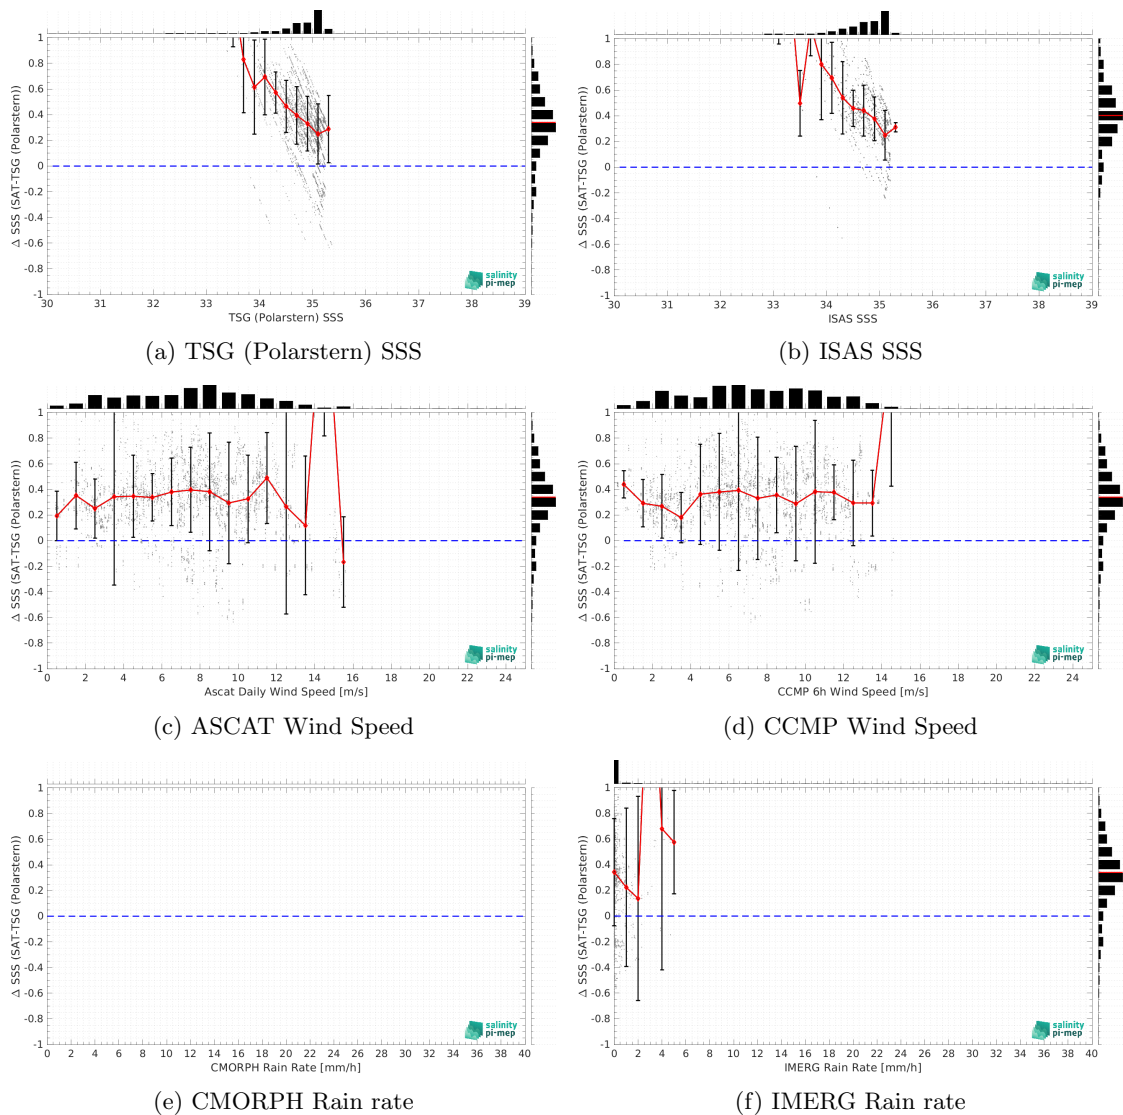 1
0.8
0.6
0.4
0.2
0
-0.2
-0.4
-0.6
-0.8
-1
Δ SSS (SAT-TSG (Polarstern))
salinity
pi-mep
30 31 32 33 34 35 36 37 38 39
TSG (Polarstern) SSS
(a) TSG (Polarstern) SSS
1
0.8
0.6
0.4
0.2
0
-0.2
-0.4
-0.6
-0.8
-1
Δ SSS (SAT-TSG (Polarstern))
salinity
pi-mep
30 31 32 33 34 35 36 37 38 39
ISAS SSS
(b) ISAS SSS
1
0.8
0.6
0.4
0.2
0
-0.2
-0.4
-0.6
-0.8
-1
Δ SSS (SAT-TSG (Polarstern))
salinity
pi-mep
0 2 4 6 8 10 12 14 16 18 20 22 24
Ascat Daily Wind Speed [m/s]
(c) ASCAT Wind Speed
1
0.8
0.6
0.4
0.2
0
-0.2
-0.4
-0.6
-0.8
-1
Δ SSS (SAT-TSG (Polarstern))
salinity
pi-mep
0 2 4 6 8 10 12 14 16 18 20 22 24
CCMP 6h Wind Speed [m/s]
(d) CCMP Wind Speed
1
0.8
0.6
0.4
0.2
0
-0.2
-0.4
-0.6
-0.8
-1
Δ SSS (SAT-TSG (Polarstern))
salinity
pi-mep
0 2 4 6 8 10 12 14 16 18 20 22 24 26 28 30 32 34 36 38 40
CMORPH Rain Rate [mm/h]
(e) CMORPH Rain rate
1
0.8
0.6
0.4
0.2
0
-0.2
-0.4
-0.6
-0.8
-1
Δ SSS (SAT-TSG (Polarstern))
salinity
pi-mep
0 2 4 6 8 10 12 14 16 18 20 22 24 26 28 30 32 34 36 38 40
IMERG Rain Rate [mm/h]
(f) IMERG Rain rate